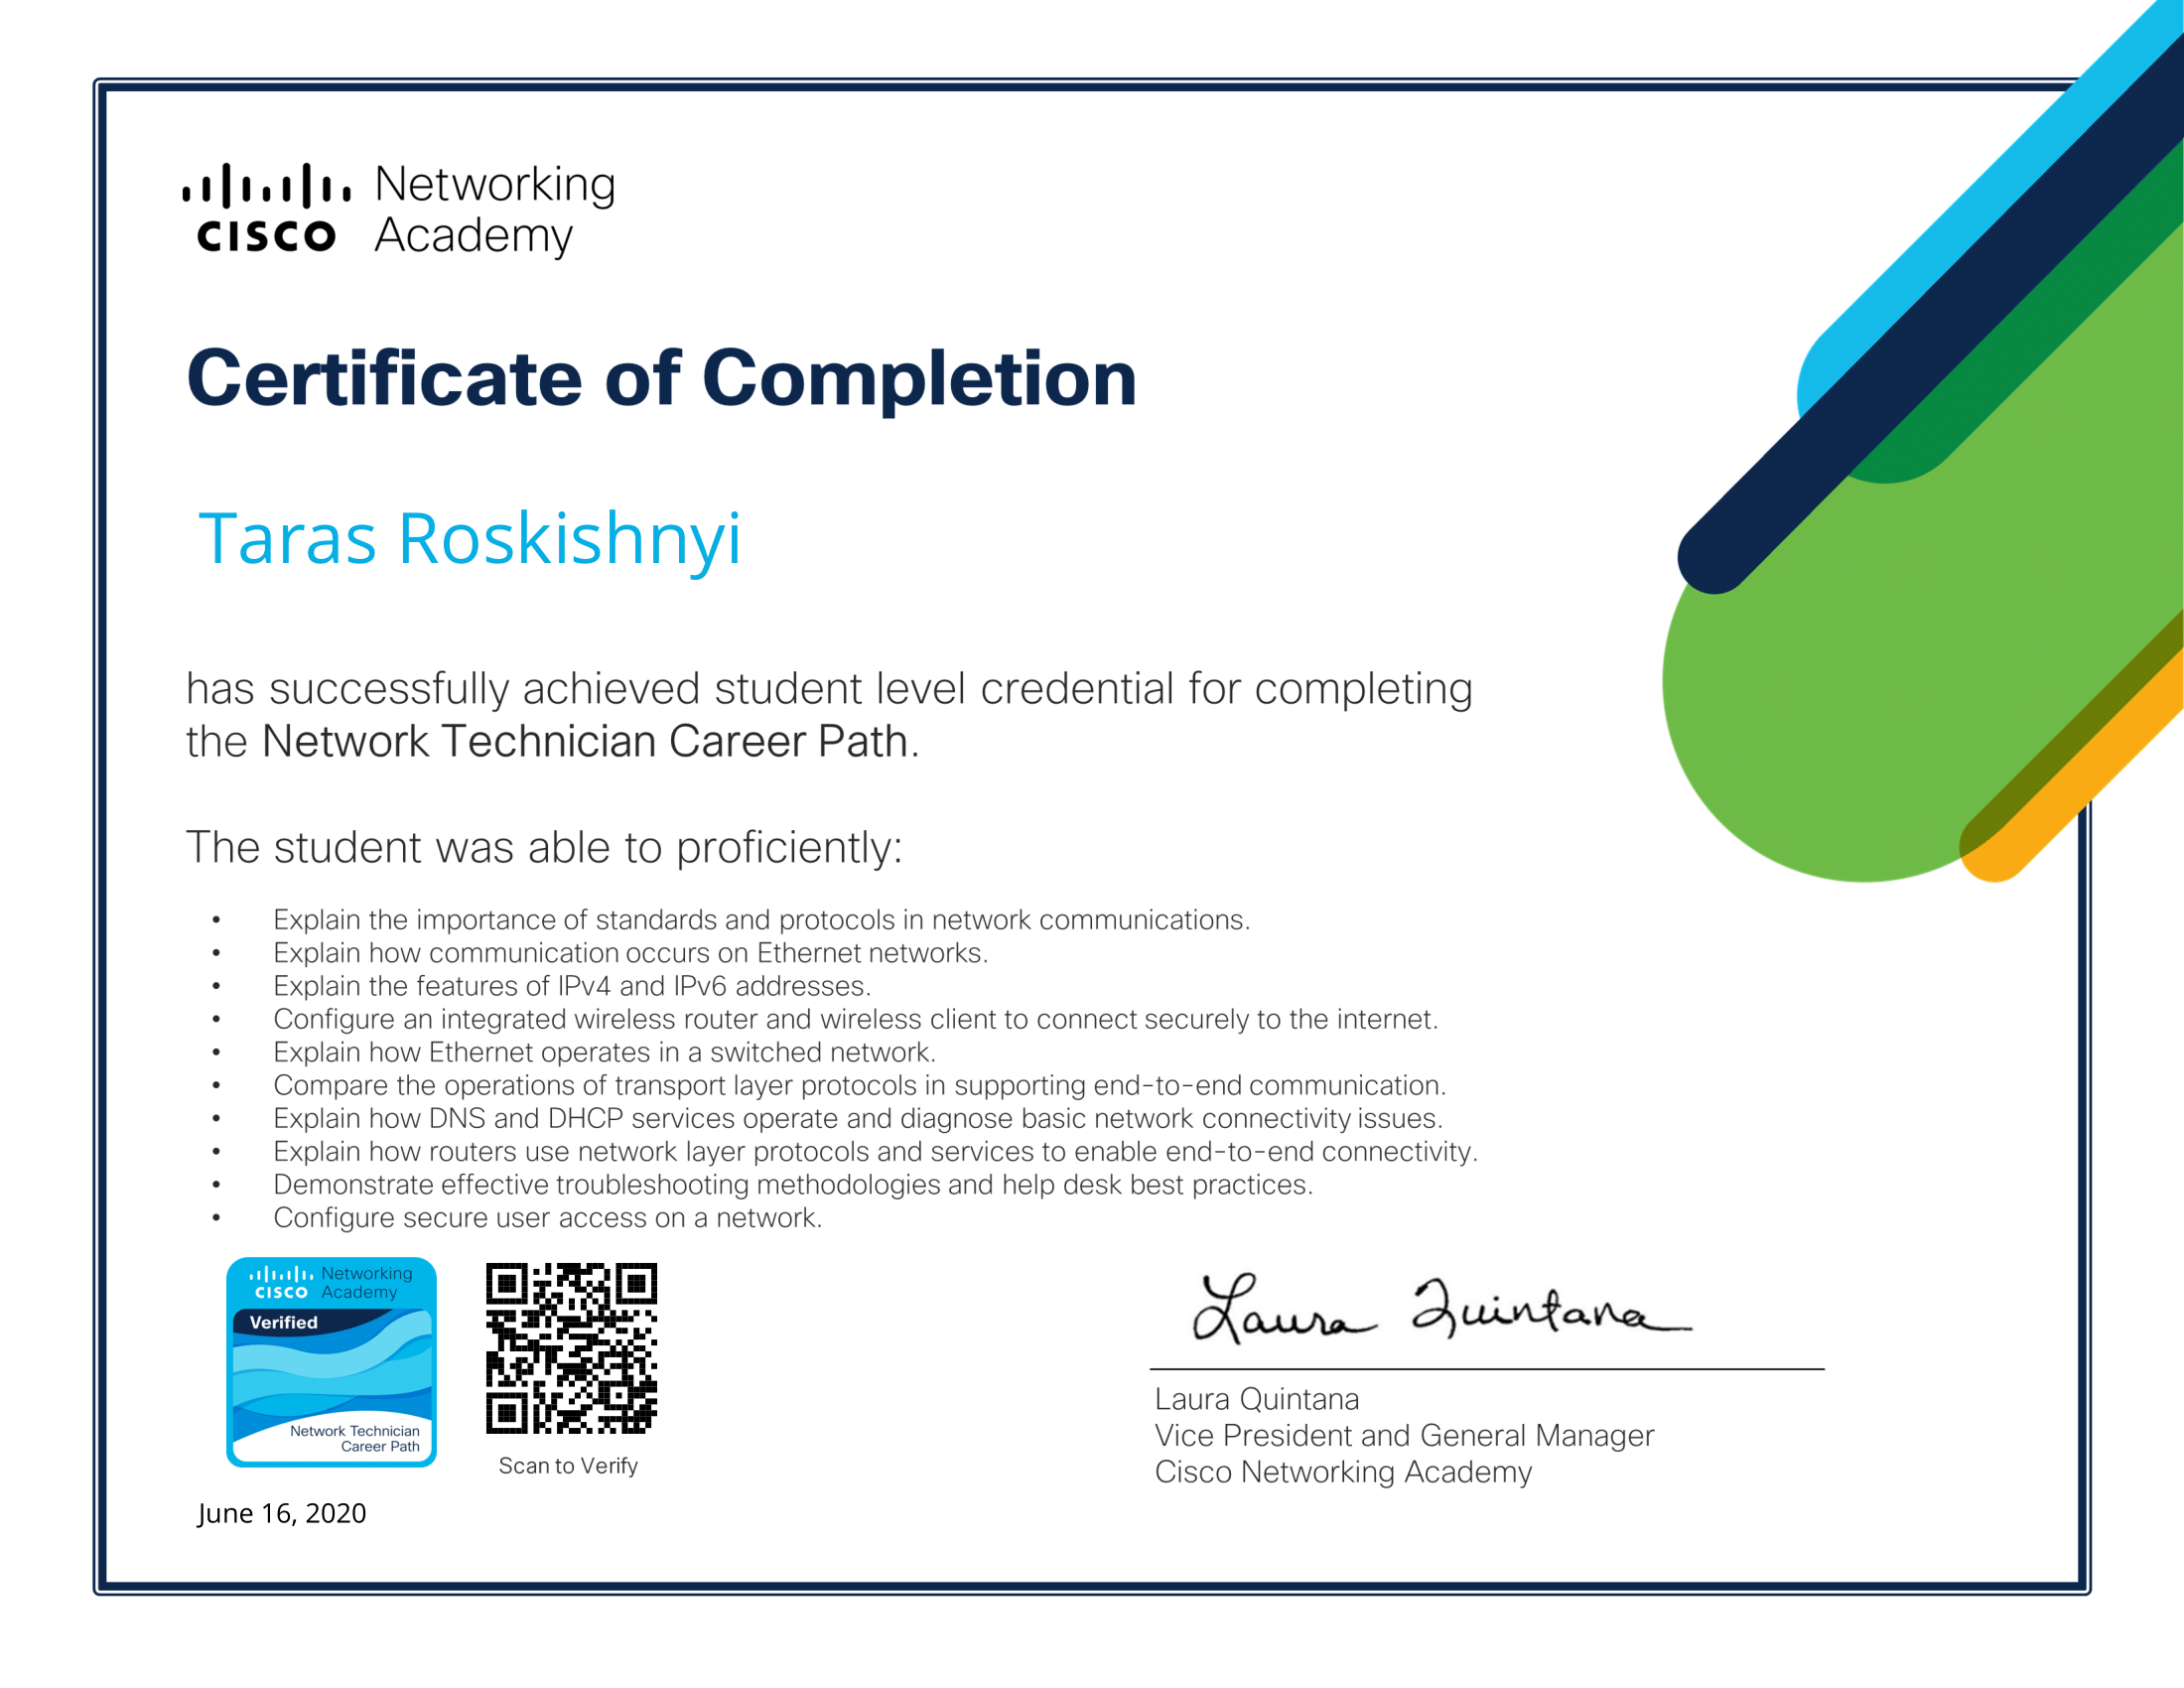 CISCO Networking
Academy
Certificate of Completion
Taras Roskishnyi
has successfully achieved student level credential for completing
the Network Technician Career Path.
The student was able to proficiently:
• Explain the importance of standards and protocols in network communications.
• Explain how communication occurs on Ethernet networks.
• Explain the features of IPv4 and IPv6 addresses.
• Configure an integrated wireless router and wireless client to connect securely to the internet.
• Explain how Ethernet operates in a switched network.
• Compare the operations of transport layer protocols in supporting end-to-end communication.
• Explain how DNS and DHCP services operate and diagnose basic network connectivity issues.
• Explain how routers use network layer protocols and services to enable end-to-end connectivity.
• Demonstrate effective troubleshooting methodologies and help desk best practices.
• Configure secure user access on a network.
CISCO Networking
Academy
Verified
Network Technician
Career Path
Scan to Verify
June 16, 2020
Laura Quintana
Laura Quintana
Vice President and General Manager
Cisco Networking Academy